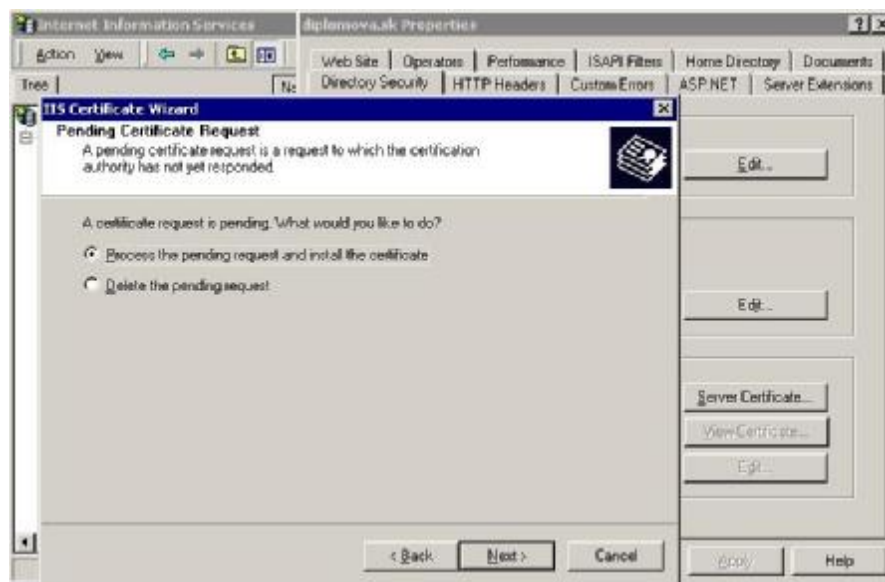 Internet Information Services
diplomova.sk Properties
Action View
Tree
Web Site Operators Performance ISAPI Filters Home Directory Documents
Directory Security HTTP Headers Custom Errors ASP.NET Server Extensions
IIS Certificate Wizard
Pending Certificate Request
A pending certificate request is a request to which the certification
authority has not yet responded.
A certificate request is pending. What would you like to do?
Process the pending request and install the certificate
Delete the pending request
Edit...
Edit...
Server Certificate...
View Certificate...
Edit...
< Back Next > Cancel
Apply Help